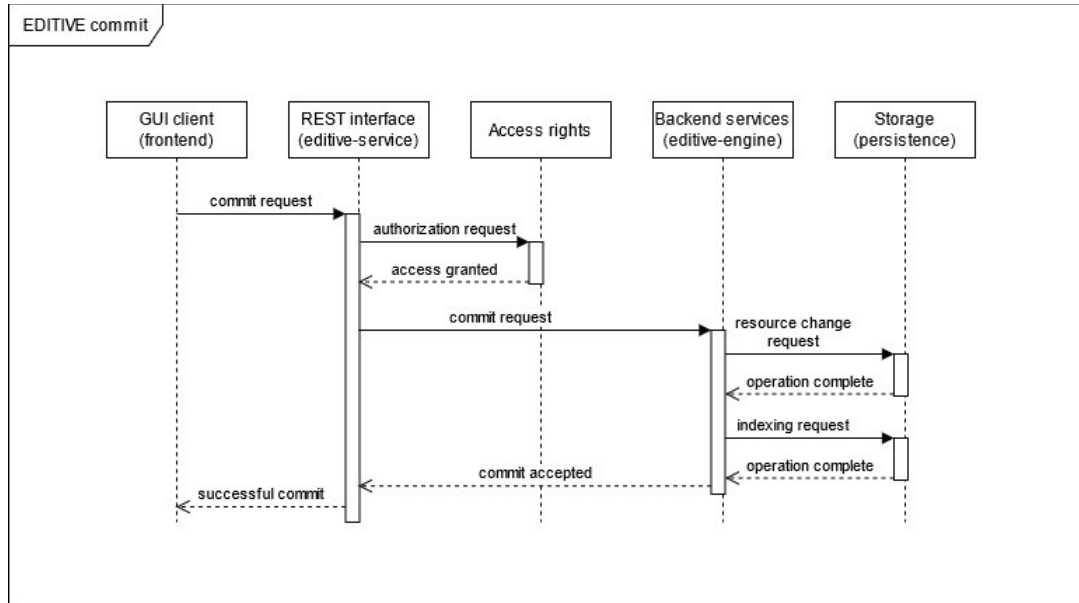 EDITIVE commit
GUI client
(frontend)
REST interface
(editive-service)
Access rights
Backend services
(editive-engine)
Storage
(persistence)
commit request
authorization request
access granted
commit request
resource change
request
operation complete
indexing request
operation complete
commit accepted
successful commit